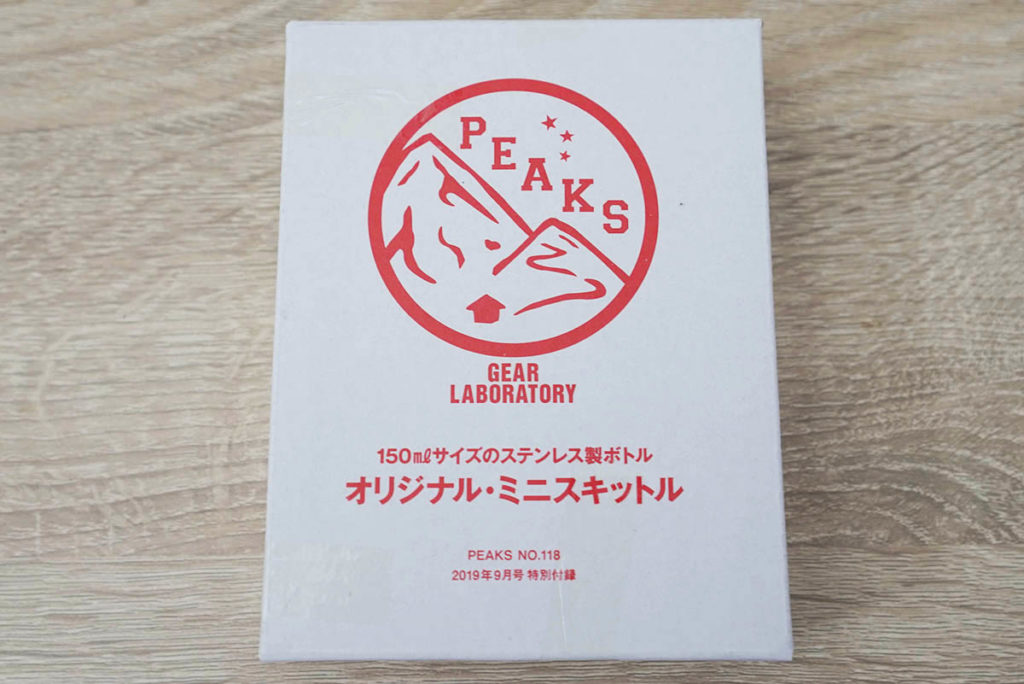 PEAKS
GEAR
LABORATORY
150㎖サイズのステンレス製ボトル
オリジナル・ミニスキットル
PEAKS NO.118
2019年9月号 特別付録